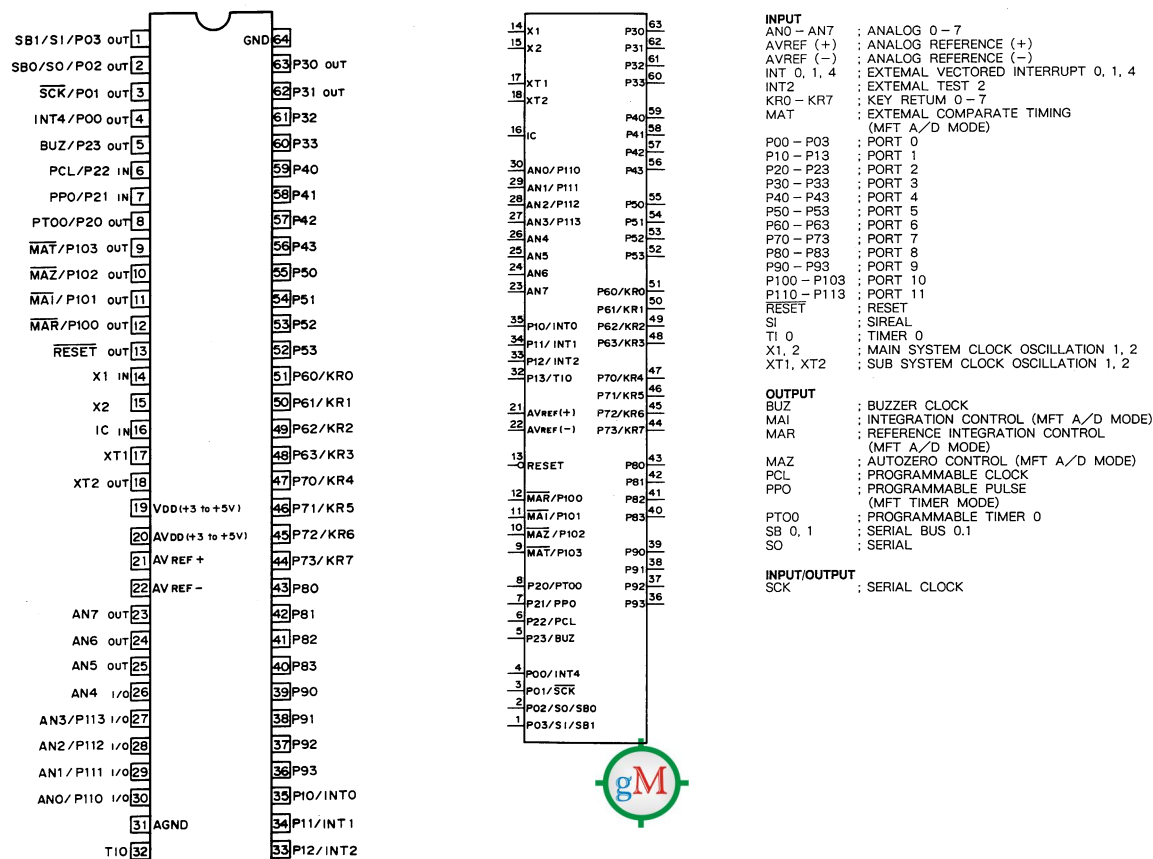 SB1/SI/P03 OUT 1
SB0/SO/P02 OUT 2
SCK/P01 OUT 3
INT4/P00 OUT 4
BUZ/P23 OUT 5
PCL/P22 IN 6
PPO/P21 IN 7
PTO0/P20 OUT 8
MAT/P103 OUT 9
MAZ/P102 OUT 10
MAI/P101 OUT 11
MAR/P100 OUT 12
RESET OUT 13
X1 IN 14
X2 15
IC IN 16
XT1 17
XT2 OUT 18
19 VDD (+3 to +5V)
20 AVDD (+3 to +5V)
21 AV REF +
22 AV REF -
AN7 OUT 23
AN6 OUT 24
AN5 OUT 25
AN4 I/O 26
AN3/P113 I/O 27
AN2/P112 I/O 28
AN1/P111 I/O 29
AN0/P110 I/O 30
31 AGND
TI0 32
GND 64
63 P30 OUT
62 P31 OUT
61 P32
60 P33
59 P40
58 P41
57 P42
56 P43
55 P50
54 P51
53 P52
52 P53
51 P60/KR0
50 P61/KR1
49 P62/KR2
48 P63/KR3
47 P70/KR4
46 P71/KR5
45 P72/KR6
44 P73/KR7
43 P80
42 P81
41 P82
40 P83
39 P90
38 P91
37 P92
36 P93
35 P10/INT0
34 P11/INT1
33 P12/INT2
14 X1
15 X2
17 XT1
18 XT2
16 IC
30 AN0/P110
29 AN1/P111
28 AN2/P112
27 AN3/P113
26 AN4
25 AN5
24 AN6
23 AN7
35 P10/INT0
34 P11/INT1
33 P12/INT2
32 P13/TI0
21 AVREF(+)
22 AVREF(-)
13 RESET
12 MAR/P100
11 MAI/P101
10 MAZ/P102
9 MAT/P103
8 P20/PTO0
7 P21/PPO
6 P22/PCL
5 P23/BUZ
4 P00/INT4
3 P01/SCK
2 P02/SO/SB0
1 P03/SI/SB1
P30 63
P31 62
P32 61
P33 60
P40 59
P41 58
P42 57
P43 56
P50 55
P51 54
P52 53
P53 52
P60/KR0 51
P61/KR1 50
P62/KR2 49
P63/KR3 48
P70/KR4 47
P71/KR5 46
P72/KR6 45
P73/KR7 44
P80 43
P81 42
P82 41
P83 40
P90 39
P91 38
P92 37
P93 36
gM
INPUT
AN0 – AN7 ; ANALOG 0 – 7
AVREF (+) ; ANALOG REFERENCE (+)
AVREF (−) ; ANALOG REFERENCE (−)
INT 0, 1, 4 ; EXTEMAL VECTORED INTERRUPT 0, 1, 4
INT2 ; EXTEMAL TEST 2
KR0 – KR7 ; KEY RETUM 0 – 7
MAT ; EXTEMAL COMPARATE TIMING
(MFT A/D MODE)
P00 – P03 ; PORT 0
P10 – P13 ; PORT 1
P20 – P23 ; PORT 2
P30 – P33 ; PORT 3
P40 – P43 ; PORT 4
P50 – P53 ; PORT 5
P60 – P63 ; PORT 6
P70 – P73 ; PORT 7
P80 – P83 ; PORT 8
P90 – P93 ; PORT 9
P100 – P103 ; PORT 10
P110 – P113 ; PORT 11
RESET ; RESET
SI ; SIREAL
TI 0 ; TIMER 0
X1, 2 ; MAIN SYSTEM CLOCK OSCILLATION 1, 2
XT1, XT2 ; SUB SYSTEM CLOCK OSCILLATION 1, 2
OUTPUT
BUZ ; BUZZER CLOCK
MAI ; INTEGRATION CONTROL (MFT A/D MODE)
MAR ; REFERENCE INTEGRATION CONTROL
(MFT A/D MODE)
MAZ ; AUTOZERO CONTROL (MFT A/D MODE)
PCL ; PROGRAMMABLE CLOCK
PPO ; PROGRAMMABLE PULSE
(MFT TIMER MODE)
PTO0 ; PROGRAMMABLE TIMER 0
SB 0, 1 ; SERIAL BUS 0.1
SO ; SERIAL
INPUT/OUTPUT
SCK ; SERIAL CLOCK